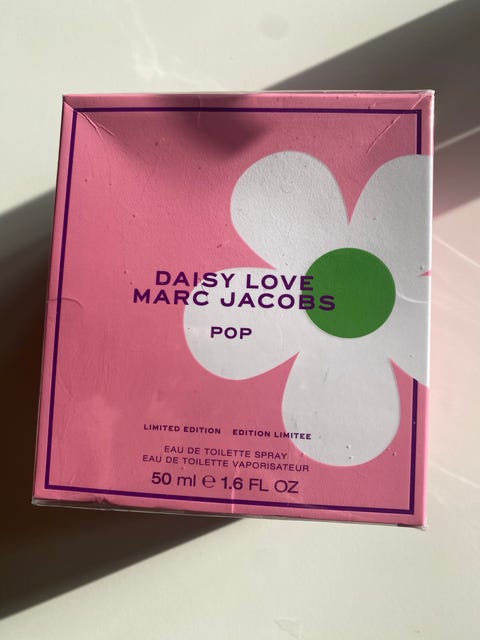 DAISY LOVE
MARC JACOBS
POP
LIMITED EDITION EDITION LIMITEE
EAU DE TOILETTE SPRAY
EAU DE TOILETTE VAPORISATEUR
50 ml ℮ 1.6 FL OZ